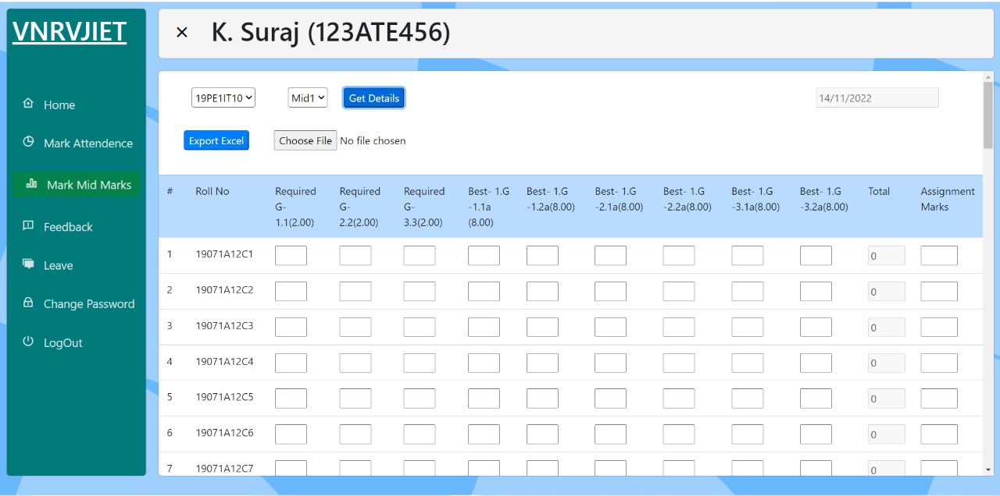 VNRVJIET
× K. Suraj (123ATE456)
Home
Mark Attendence
Mark Mid Marks
Feedback
Leave
Change Password
LogOut
19PE1IT10 Mid1 Get Details 14/11/2022
Export Excel Choose File No file chosen
# Roll No Required Required Required Best- 1.G Best- 1.G Best- 1.G Best- 1.G Best- 1.G Best- 1.G Total Assignment
G- G- G- -1.1a -1.2a(8.00) -2.1a(8.00) -2.2a(8.00) -3.1a(8.00) -3.2a(8.00) Marks
1.1(2.00) 2.2(2.00) 3.3(2.00) (8.00)
1 19071A12C1 0
2 19071A12C2 0
3 19071A12C3 0
4 19071A12C4 0
5 19071A12C5 0
6 19071A12C6 0
7 19071A12C7 0